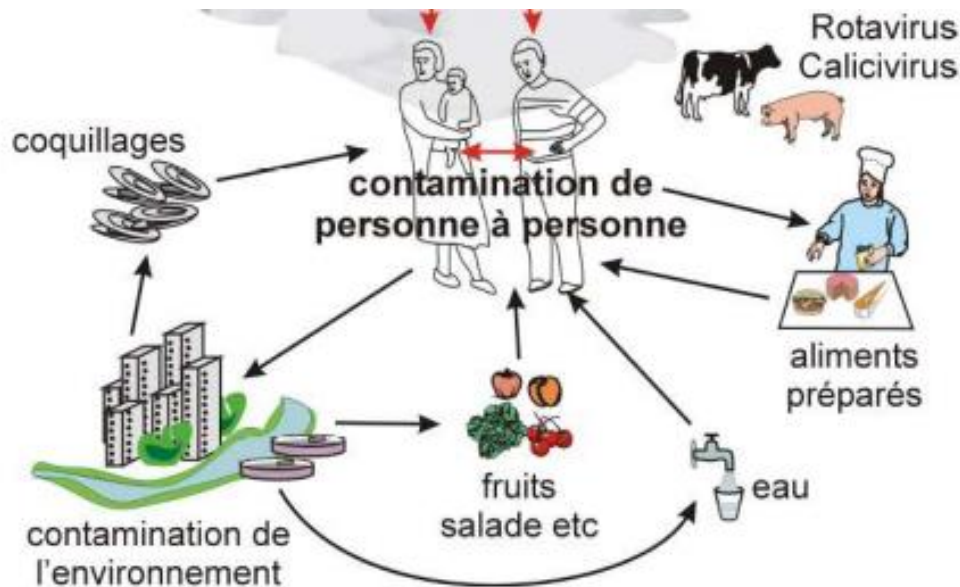 Rotavirus
Calicivirus
coquillages
contamination de
personne à personne
aliments
préparés
fruits
salade etc
eau
contamination de
l'environnement